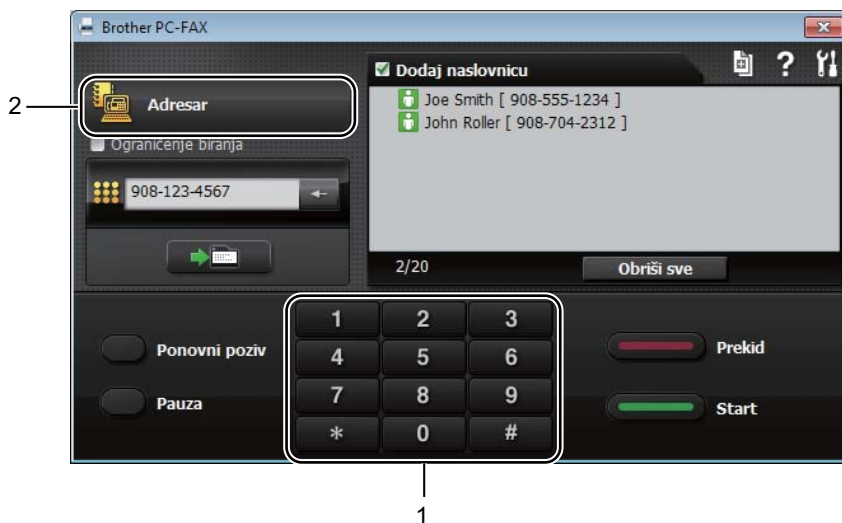 Brother PC-FAX
2
Adresar
Dodaj naslovnicu
?
Joe Smith [ 908-555-1234 ]
John Roller [ 908-704-2312 ]
Ograničenje biranja
908-123-4567
2/20
Obriši sve
Ponovni poziv
Pauza
1 2 3
4 5 6
7 8 9
* 0 #
Prekid
Start
1